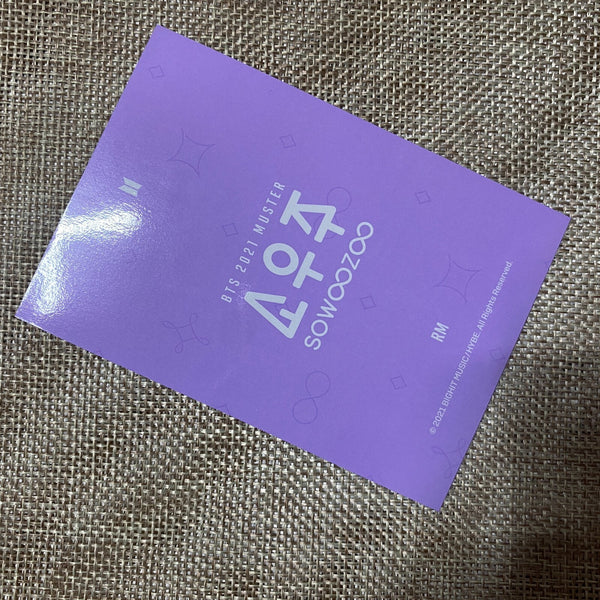 BTS 2021 MUSTER
소우주
SOWOOZOO
RM
© 2021 BIGHIT MUSIC / HYBE. All Rights Reserved.